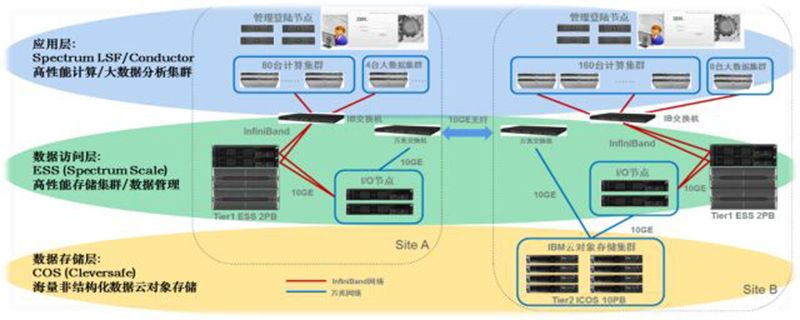 应用层:
Spectrum LSF/Conductor
高性能计算/大数据分析集群
管理登陆节点
IBM.
80台计算集群
4台大数据集群
管理登陆节点
IBM.
160台计算集群
8台大数据集群
IB交换机
InfiniBand
10GE光纤
万兆交换机
万兆交换机
IB交换机
InfiniBand
数据访问层:
ESS (Spectrum Scale)
高性能存储集群/数据管理
10GE
I/O节点
10GE
Tier1 ESS 2PB
10GE
I/O节点
10GE
Tier1 ESS 2PB
10GE
Site A
数据存储层:
COS (Cleversafe)
海量非结构化数据云对象存储
InfiniBand网络
万兆网络
IBM云对象存储集群
Tier2 ICOS 10PB
Site B